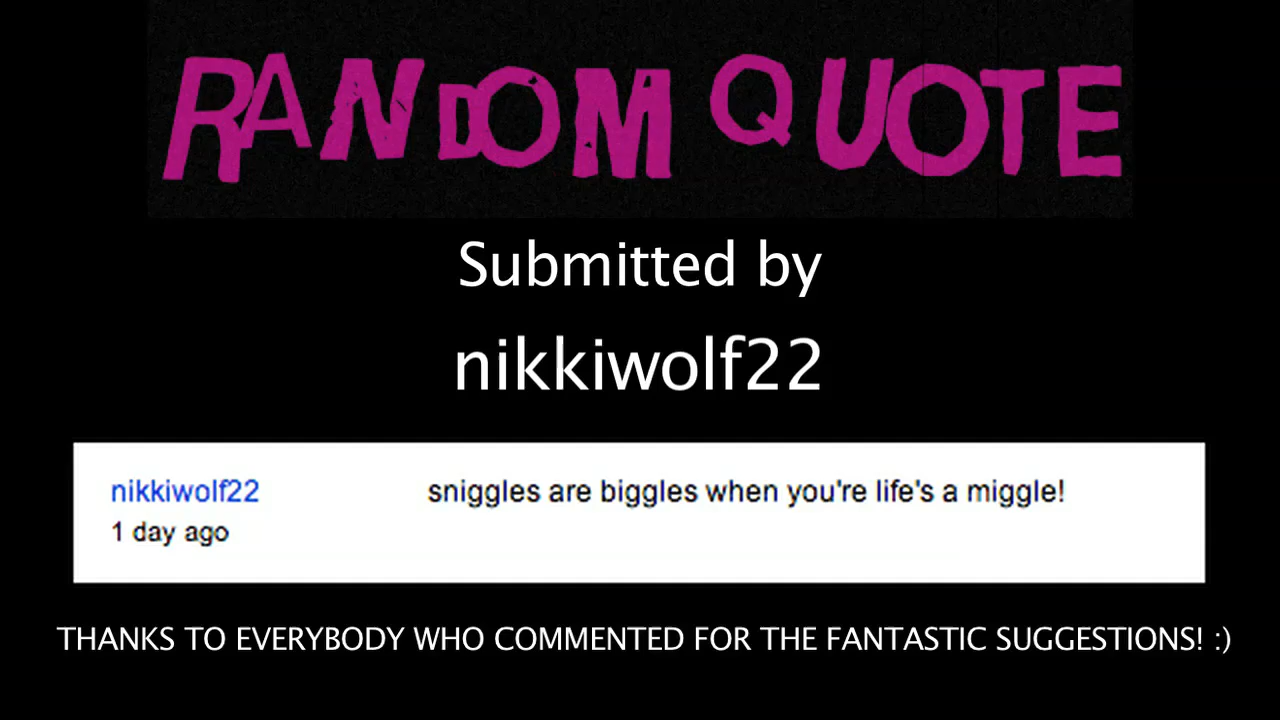 RANDOM QUOTE
Submitted by
nikkiwolf22
nikkiwolf22 sniggles are biggles when you're life's a miggle!
1 day ago
THANKS TO EVERYBODY WHO COMMENTED FOR THE FANTASTIC SUGGESTIONS! :)